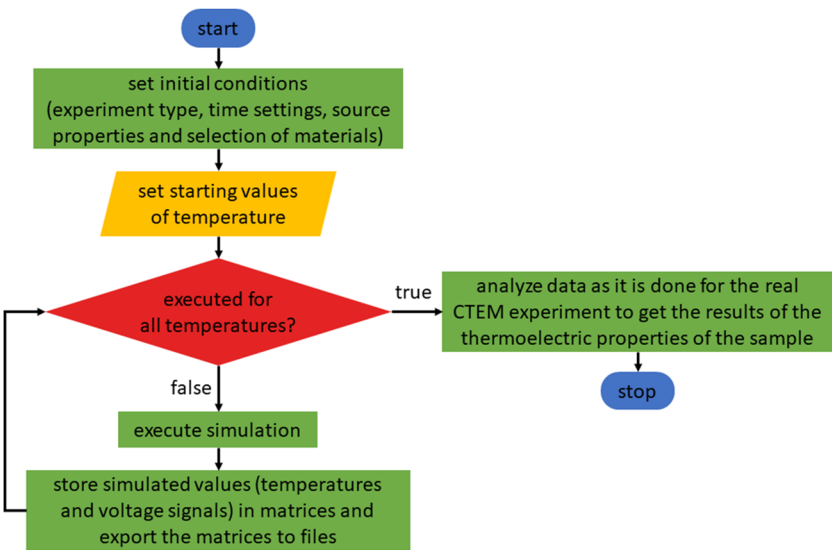 start
set initial conditions
(experiment type, time settings, source
properties and selection of materials)
set starting values
of temperature
executed for
all temperatures?
true
analyze data as it is done for the real
CTEM experiment to get the results of the
thermoelectric properties of the sample
stop
false
execute simulation
store simulated values (temperatures
and voltage signals) in matrices and
export the matrices to files